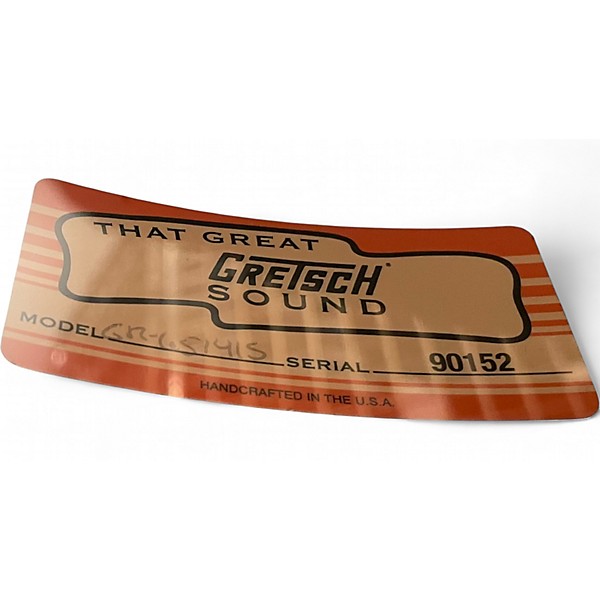 THAT GREAT
GRETSCH®
SOUND
MODEL SERIAL 90152
HANDCRAFTED IN THE U.S.A.